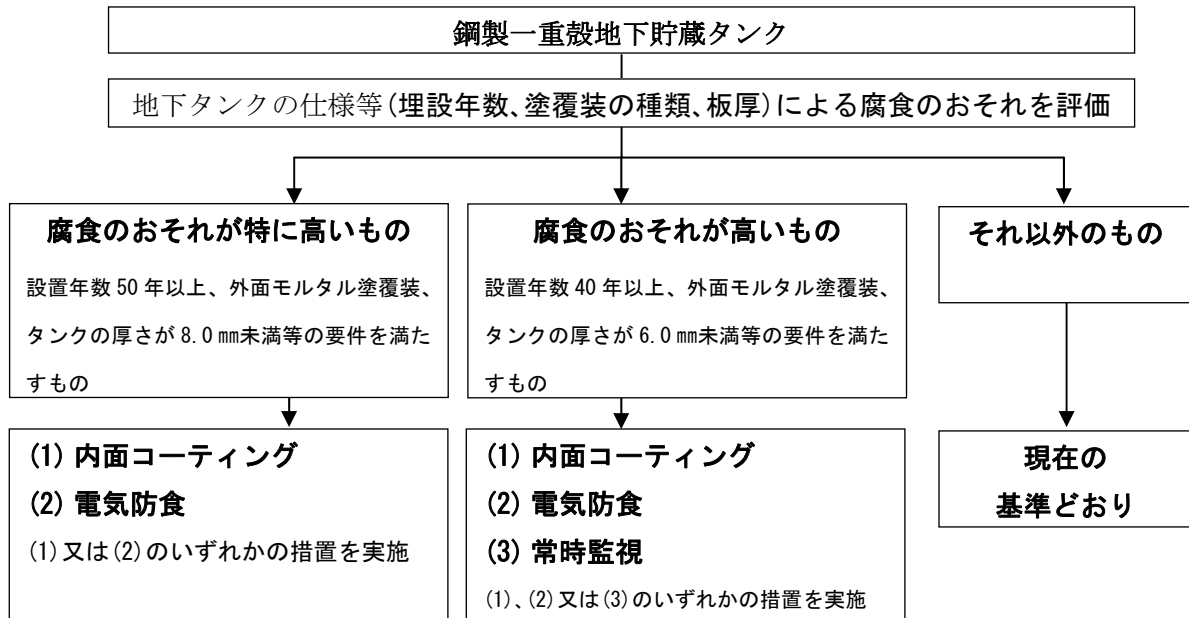 鋼製一重殻地下貯蔵タンク
地下タンクの仕様等(埋設年数、塗覆装の種類、板厚)による腐食のおそれを評価
腐食のおそれが特に高いもの
設置年数 50 年以上、外面モルタル塗覆装、
タンクの厚さが 8.0 ㎜未満等の要件を満た
すもの
腐食のおそれが高いもの
設置年数 40 年以上、外面モルタル塗覆装、
タンクの厚さが 6.0 ㎜未満等の要件を満た
すもの
それ以外のもの
(1) 内面コーティング
(2) 電気防食
(1)又は(2)のいずれかの措置を実施
(1) 内面コーティング
(2) 電気防食
(3) 常時監視
(1)、(2)又は(3)のいずれかの措置を実施
現在の
基準どおり